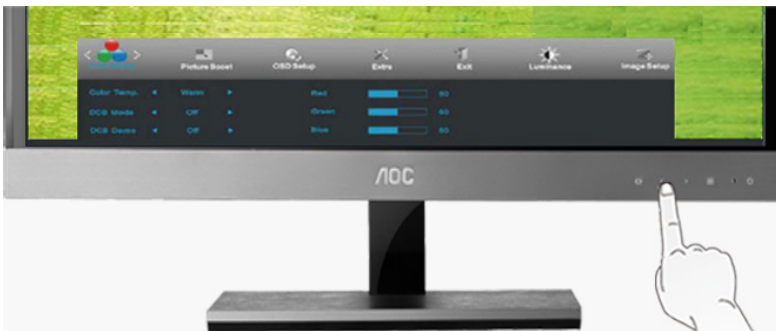 Picture Boost OSD Setup Extra Exit Luminance Image Setup
Color Temp. Warm Red 50
DCB Mode Off Green 50
DCB Demo Off Blue 50
AOC